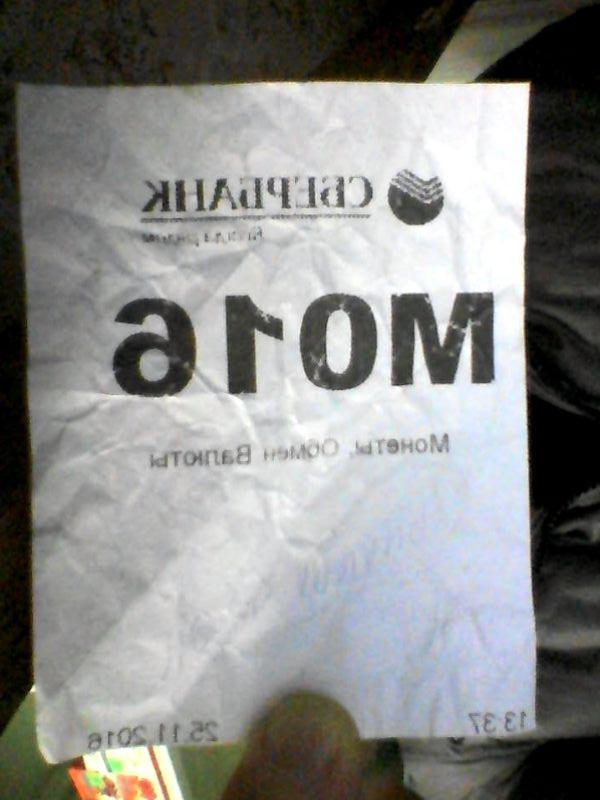 СБЕРБАНК
Всегда рядом
М016
Монеты, Обмен Валюты
13:37 25.11.2016